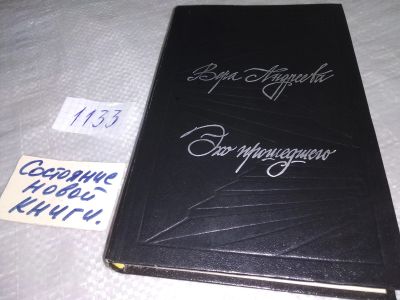 Вера Андреева
Эхо прошедшего
1133
Состояние
новой
книги.